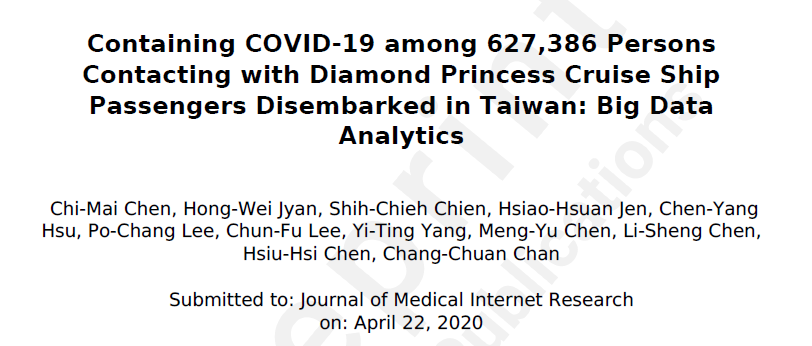 Containing COVID-19 among 627,386 Persons
Contacting with Diamond Princess Cruise Ship
Passengers Disembarked in Taiwan: Big Data
Analytics
Chi-Mai Chen, Hong-Wei Jyan, Shih-Chieh Chien, Hsiao-Hsuan Jen, Chen-Yang
Hsu, Po-Chang Lee, Chun-Fu Lee, Yi-Ting Yang, Meng-Yu Chen, Li-Sheng Chen,
Hsiu-Hsi Chen, Chang-Chuan Chan
Submitted to: Journal of Medical Internet Research
on: April 22, 2020